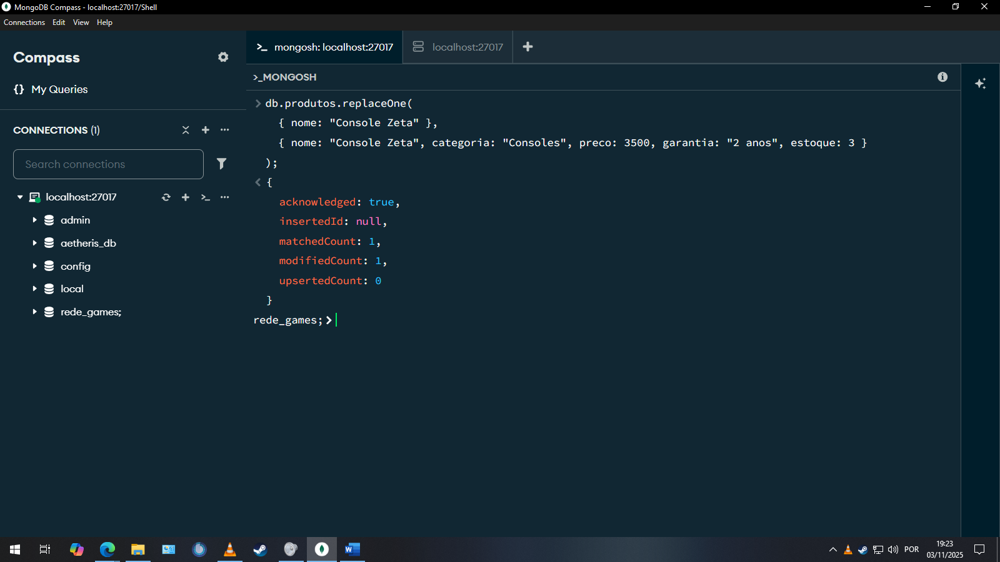 MongoDB Compass - localhost:27017/Shell
Connections Edit View Help
Compass
{} My Queries
CONNECTIONS (1)
Search connections
localhost:27017
admin
aetheris_db
config
local
rede_games;
>_ mongosh: localhost:27017
localhost:27017
>_MONGOSH
> db.produtos.replaceOne(
{ nome: "Console Zeta" },
{ nome: "Console Zeta", categoria: "Consoles", preco: 3500, garantia: "2 anos", estoque: 3 }
);
< {
acknowledged: true,
insertedId: null,
matchedCount: 1,
modifiedCount: 1,
upsertedCount: 0
}
rede_games;>
POR
19:23
03/11/2025